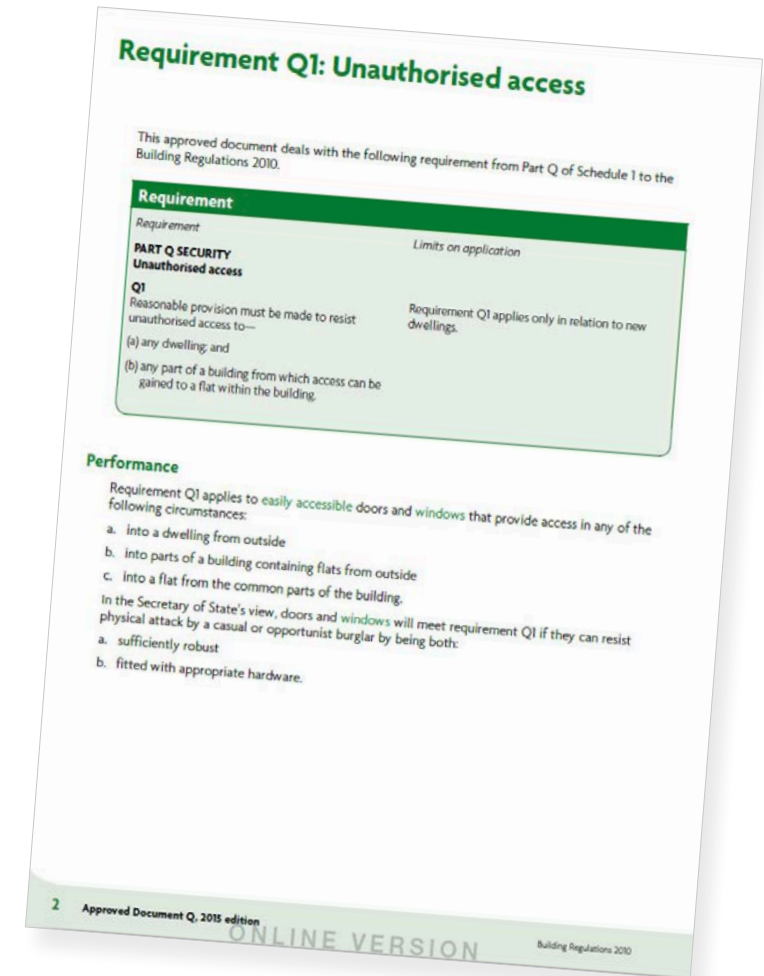 Requirement Q1: Unauthorised access
This approved document deals with the following requirement from Part Q of Schedule 1 to the
Building Regulations 2010.
Requirement
Requirement
Limits on application
PART Q SECURITY
Unauthorised access
Q1
Reasonable provision must be made to resist
unauthorised access to—
(a) any dwelling; and
(b) any part of a building from which access can be
gained to a flat within the building.
Requirement Q1 applies only in relation to new
dwellings.
Performance
Requirement Q1 applies to easily accessible doors and windows that provide access in any of the
following circumstances:
a. into a dwelling from outside
b. into parts of a building containing flats from outside
c. into a flat from the common parts of the building.
In the Secretary of State's view, doors and windows will meet requirement Q1 if they can resist
physical attack by a casual or opportunist burglar by being both:
a. sufficiently robust
b. fitted with appropriate hardware.
2 Approved Document Q, 2015 edition
ONLINE VERSION
Building Regulations 2010